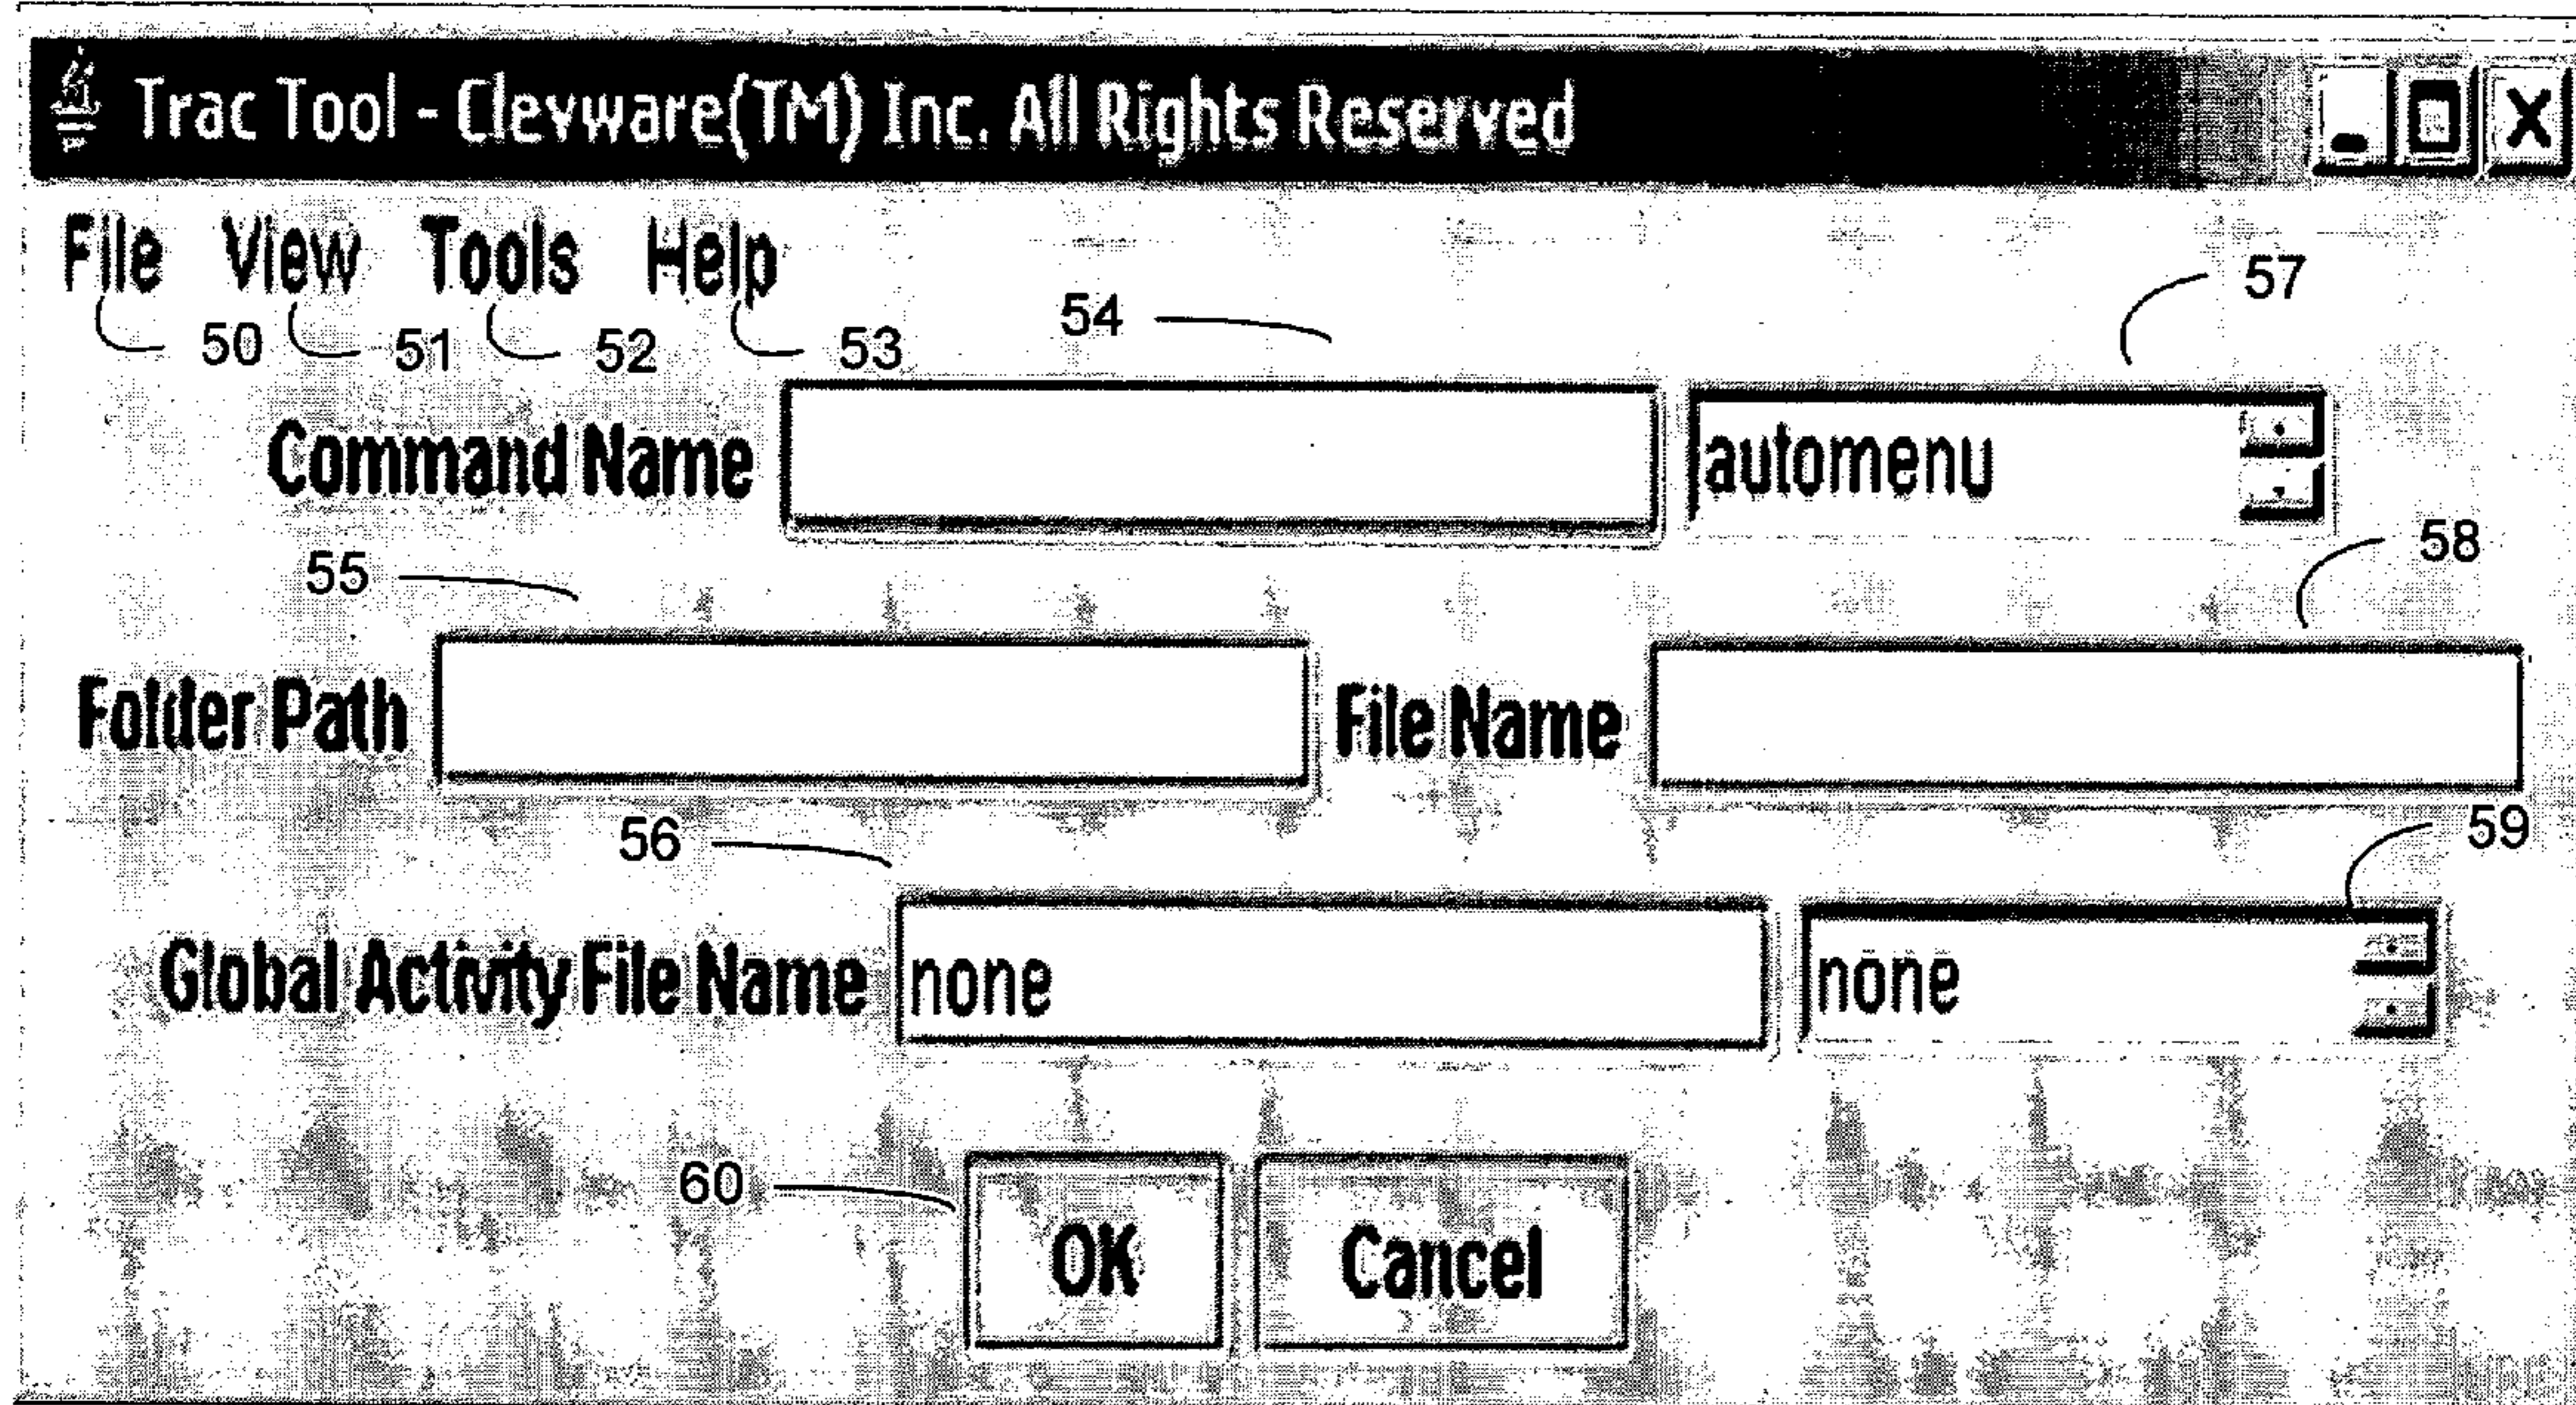 Trac Tool - Clevware(TM) Inc. All Rights Reserved
File View Tools Help
50 51 52 53 54 57
Command Name automenu
55 58
Folder Path File Name
56 59
Global Activity File Name none none
60
OK Cancel